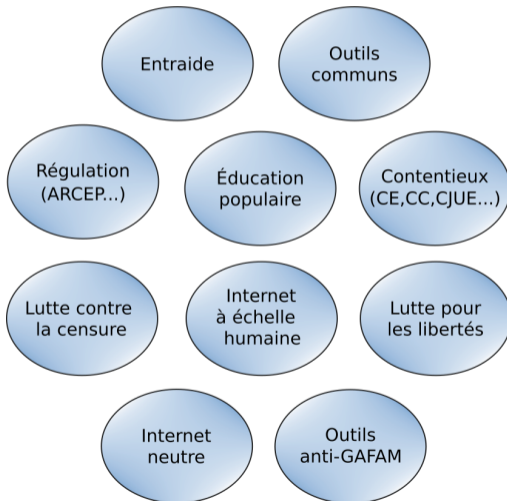 Entraide
Outils
communs
Régulation
(ARCEP...)
Éducation
populaire
Contentieux
(CE,CC,CJUE...)
Lutte contre
la censure
Internet
à échelle
humaine
Lutte pour
les libertés
Internet
neutre
Outils
anti-GAFAM